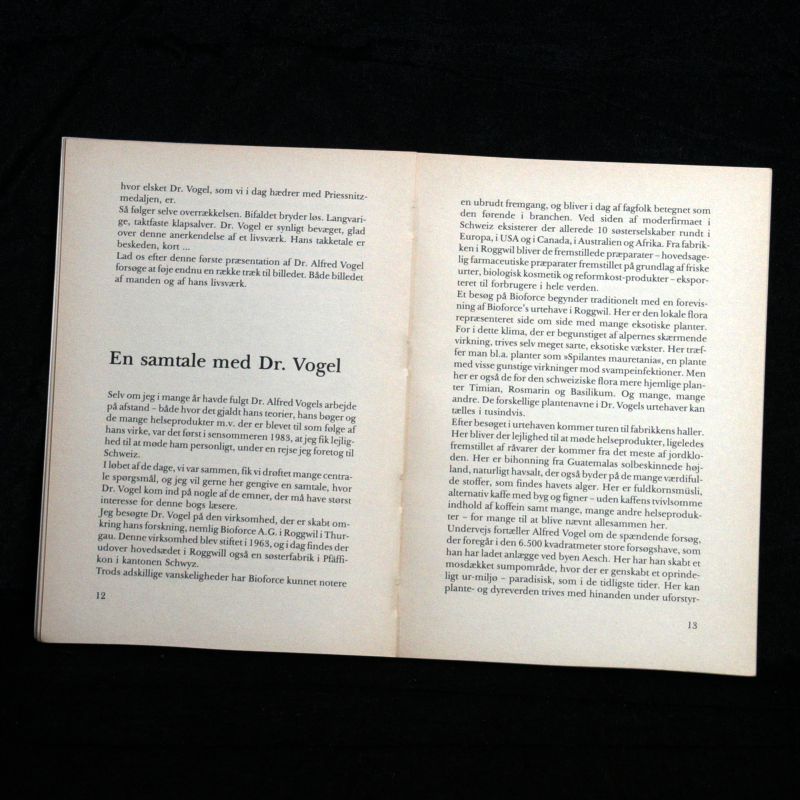 hvor elsket Dr. Vogel, som vi i dag hædrer med Priessnitz-
medaljen, er.
Så følger selve overrækkelsen. Bifaldet bryder løs. Langvari-
ge, taktfaste klapsalver. Dr. Vogel er synligt bevæget, glad
over denne anerkendelse af et livsværk. Hans takketale er
beskeden, kort ...
Lad os efter denne første præsentation af Dr. Alfred Vogel
forsøge at føje endnu en række træk til billedet. Både billedet
af manden og af hans livsværk.
En samtale med Dr. Vogel
Selv om jeg i mange år havde fulgt Dr. Alfred Vogels arbejde
på afstand – både hvor det gjaldt hans teorier, hans bøger og
de mange helseprodukter m.v. der er blevet til som følge af
hans virke, var det først i sensommeren 1983, at jeg fik lejlig-
hed til at møde ham personligt, under en rejse jeg foretog til
Schweiz.
I løbet af de dage, vi var sammen, fik vi drøftet mange centra-
le spørgsmål, og jeg vil gerne her gengive en samtale, hvor
Dr. Vogel kom ind på nogle af de emner, der må have størst
interesse for denne bogs læsere.
Jeg besøgte Dr. Vogel på den virksomhed, der er skabt om-
kring hans forskning, nemlig Bioforce A.G. i Roggwil i Thur-
gau. Denne virksomhed blev stiftet i 1963, og i dag findes der
udover hovedsædet i Roggwill også en søsterfabrik i Pfäffi-
kon i kantonen Schwyz.
Trods adskillige vanskeligheder har Bioforce kunnet notere
12
en ubrudt fremgang, og bliver i dag af fagfolk betegnet som
den førende i branchen. Ved siden af moderfirmaet i
Schweiz eksisterer der allerede 10 søsterselskaber rundt i
Europa, i USA og i Canada, i Australien og Afrika. Fra fabrik-
ken i Roggwil bliver de fremstillede præparater – hovedsage-
lig farmaceutiske præparater fremstillet på grundlag af friske
urter, biologisk kosmetik og reformkost-produkter – ekspor-
teret til forbrugere i hele verden.
Et besøg på Bioforce begynder traditionelt med en forevis-
ning af Bioforce's urtehave i Roggwil. Her er den lokale flora
repræsenteret side om side med mange eksotiske planter.
For i dette klima, der er begunstiget af alpernes skærmende
virkning, trives selv meget sarte, eksotiske vækster. Her træf-
fer man bl.a. planter som »Spilantes mauretania«, en plante
med visse gunstige virkninger mod svampeinfektioner. Men
her er også de for den schweiziske flora mere hjemlige plan-
ter Timian, Rosmarin og Basilikum. Og mange, mange
andre. De forskellige plantenavne i Dr. Vogels urtehaver kan
tælles i tusindvis.
Efter besøget i urtehaven kommer turen til fabrikkens haller.
Her bliver der lejlighed til at møde helseprodukter, ligeledes
fremstillet af råvarer der kommer fra det meste af jordklo-
den. Her er bihonning fra Guatemalas solbeskinnede høj-
land, naturligt havsalt, der også byder på de mange værdiful-
de stoffer, som findes havets alger. Her er fuldkornsmüsli,
alternativ kaffe med byg og figner – uden kaffens tvivlsomme
indhold af koffein samt mange, mange andre helseproduk-
ter – for mange til at blive nævnt allesammen her.
Undervejs fortæller Alfred Vogel om de spændende forsøg,
der foregår i den 6.500 kvadratmeter store forsøgshave, som
han har ladet anlægge ved byen Aesch. Her har han skabt et
mosdækket sumpområde, hvor der er genskabt et oprinde-
ligt ur-miljø – paradisisk, som i de tidligste tider. Her kan
plante- og dyreverden trives med hinanden under uforstyr-
13